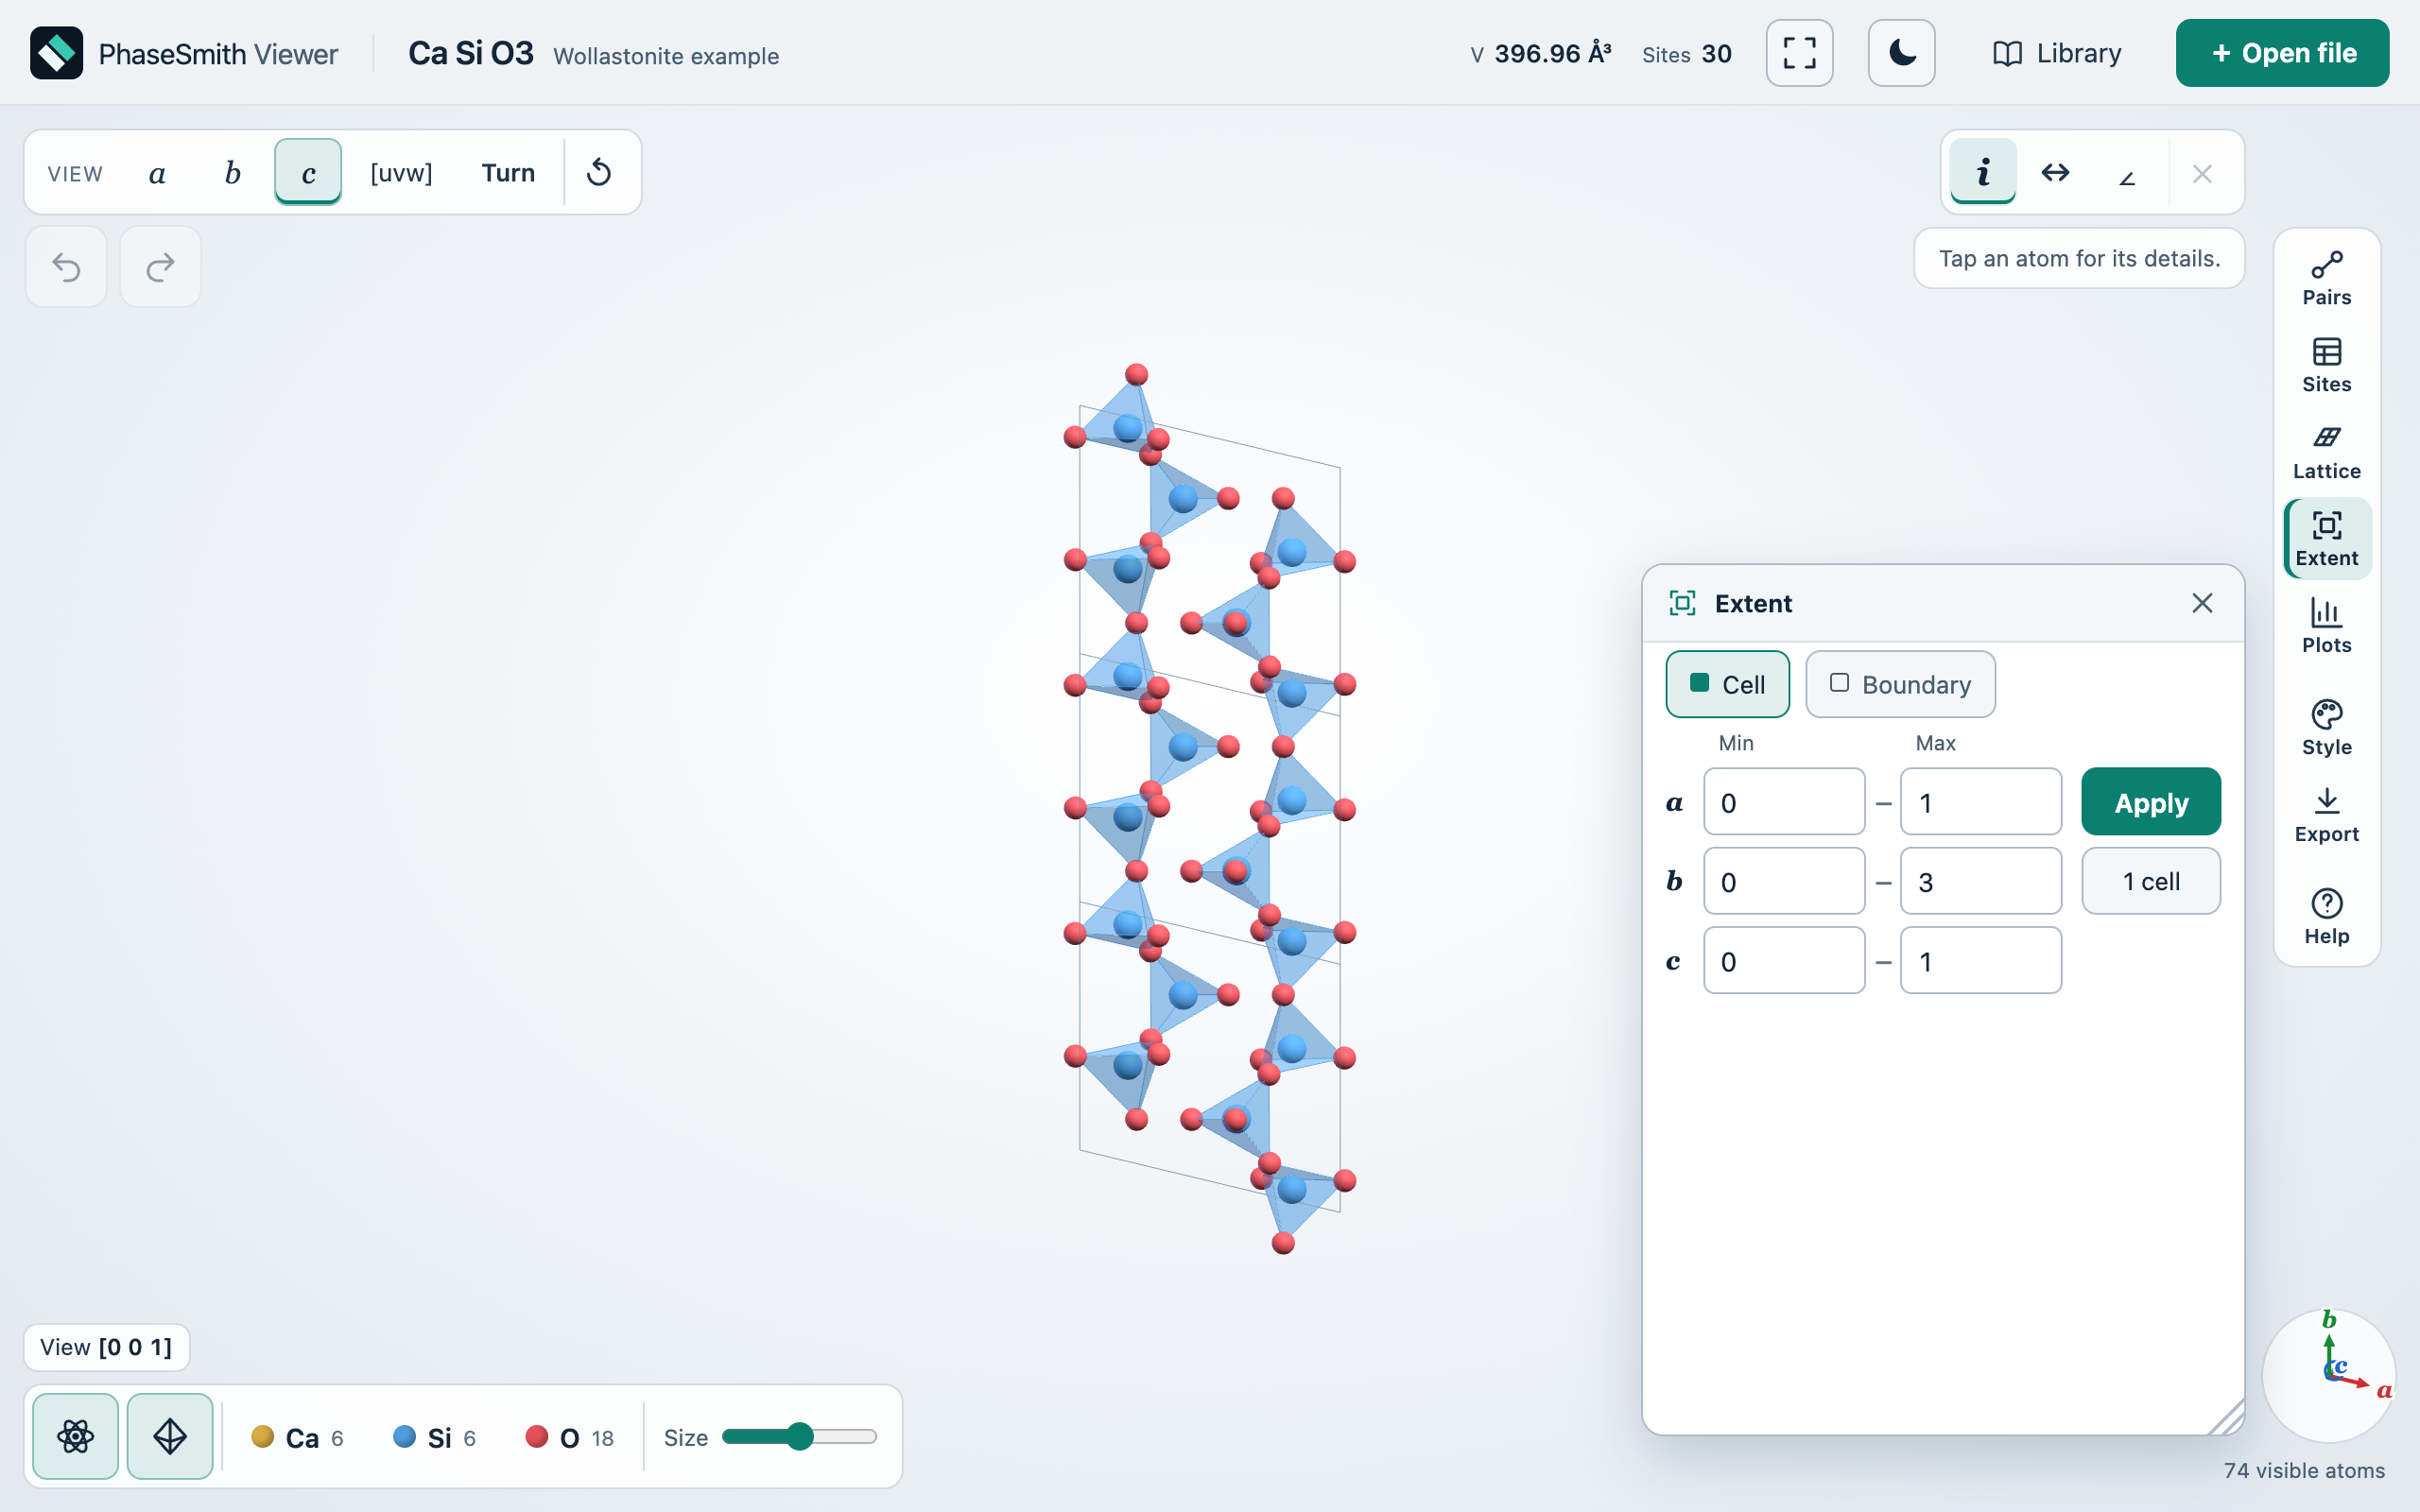 PhaseSmith Viewer
Ca Si O3 Wollastonite example
V 396.96 Å³ Sites 30
Library
+ Open file
VIEW a b c [uvw] Turn
i
Tap an atom for its details.
Pairs
Sites
Lattice
Extent
Plots
Style
Export
Help
Extent
Cell Boundary
Min Max
a 0 – 1 Apply
b 0 – 3 1 cell
c 0 – 1
View [0 0 1]
Ca 6 Si 6 O 18 Size
b
c
a
74 visible atoms